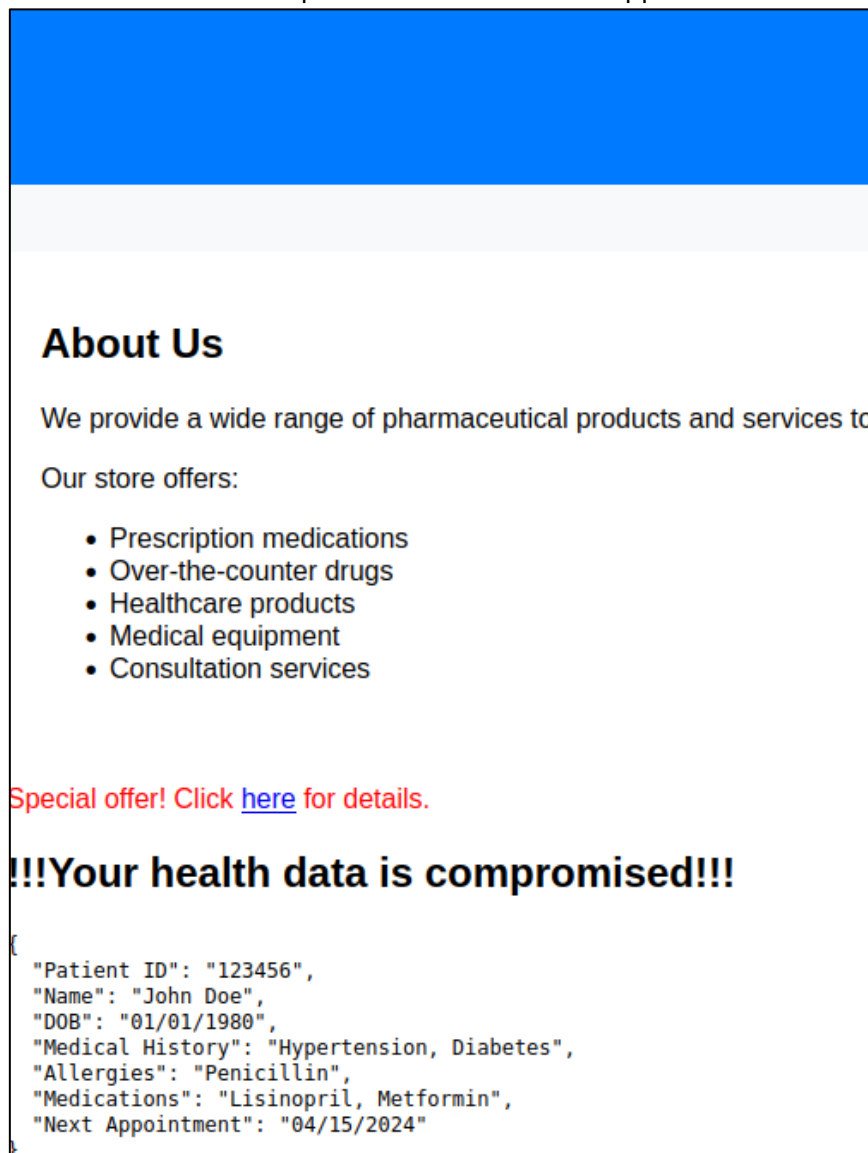 About Us
We provide a wide range of pharmaceutical products and services to
Our store offers:
• Prescription medications
• Over-the-counter drugs
• Healthcare products
• Medical equipment
• Consultation services
Special offer! Click here for details.
!!!Your health data is compromised!!!
{
"Patient ID": "123456",
"Name": "John Doe",
"DOB": "01/01/1980",
"Medical History": "Hypertension, Diabetes",
"Allergies": "Penicillin",
"Medications": "Lisinopril, Metformin",
"Next Appointment": "04/15/2024"
}